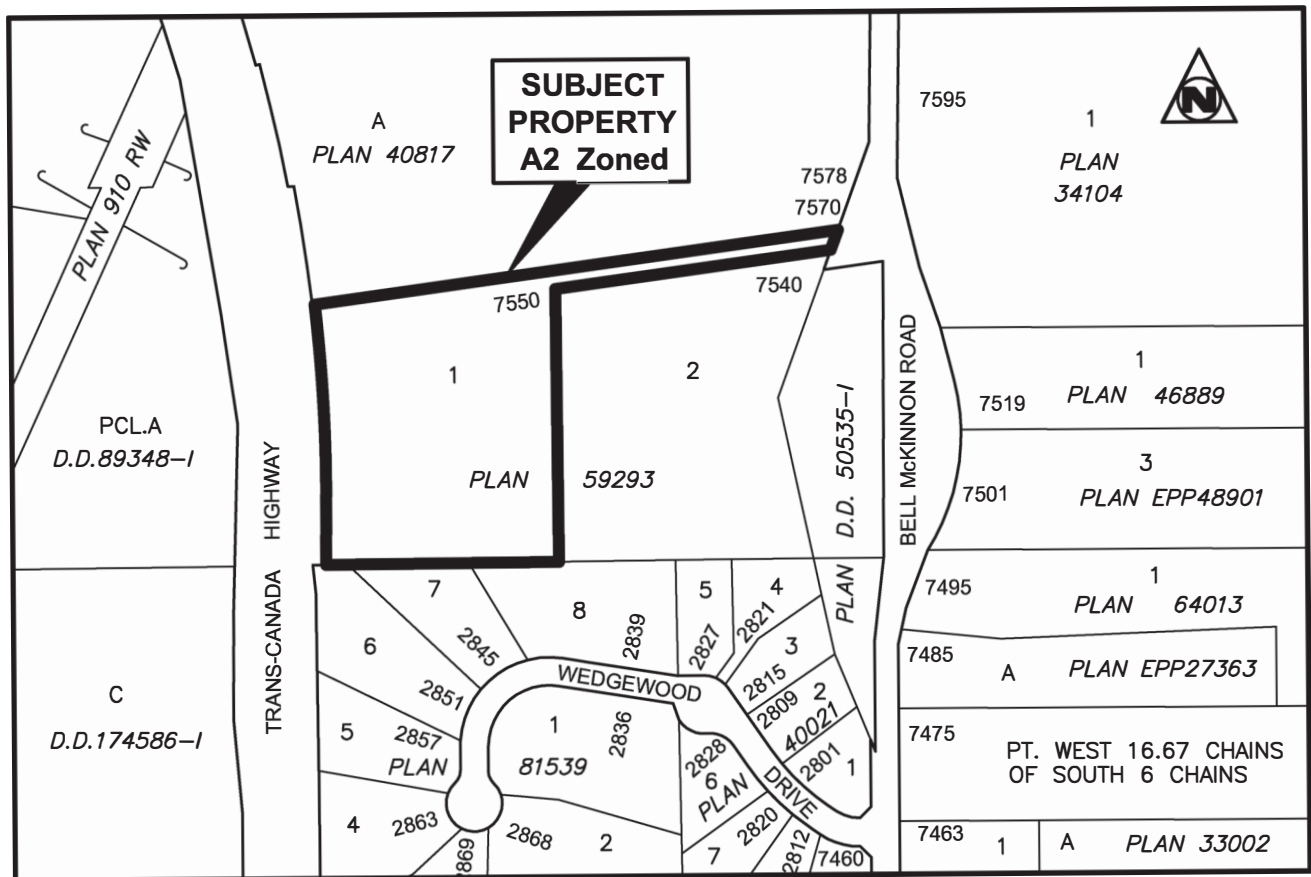 SUBJECT
PROPERTY
A2 Zoned
N
A
PLAN 40817
PLAN 910 RW
7595
1
PLAN
34104
7578
7570
7550
7540
1
2
PLAN 59293
PCL.A
D.D.89348-I
TRANS-CANADA HIGHWAY
PLAN D.D. 50535-I
BELL McKINNON ROAD
1
7519
PLAN 46889
3
7501
PLAN EPP48901
1
7495
PLAN 64013
7485
A
PLAN EPP27363
7475
PT. WEST 16.67 CHAINS
OF SOUTH 6 CHAINS
7463
1
A
PLAN 33002
C
D.D.174586-I
7
2845
8
2839
5
2827
4
2821
6
2851
3
2815
WEDGEWOOD DRIVE
2
2809
40021
5
2857
1
2836
PLAN 81539
2828
6
PLAN
2801
1
4
2863
2869
2868
2
7
2820
2812
7460